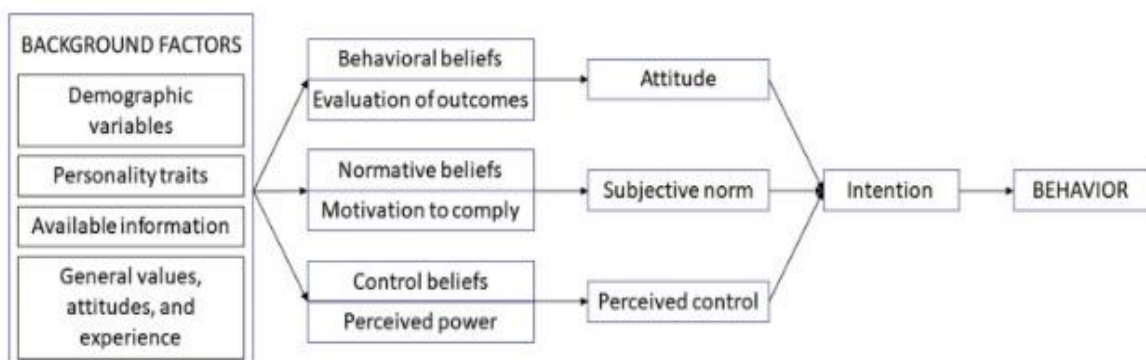 BACKGROUND FACTORS
Demographic
variables
Personality traits
Available information
General values,
attitudes, and
experience
Behavioral beliefs
Evaluation of outcomes
Normative beliefs
Motivation to comply
Control beliefs
Perceived power
Attitude
Subjective norm
Perceived control
Intention
BEHAVIOR